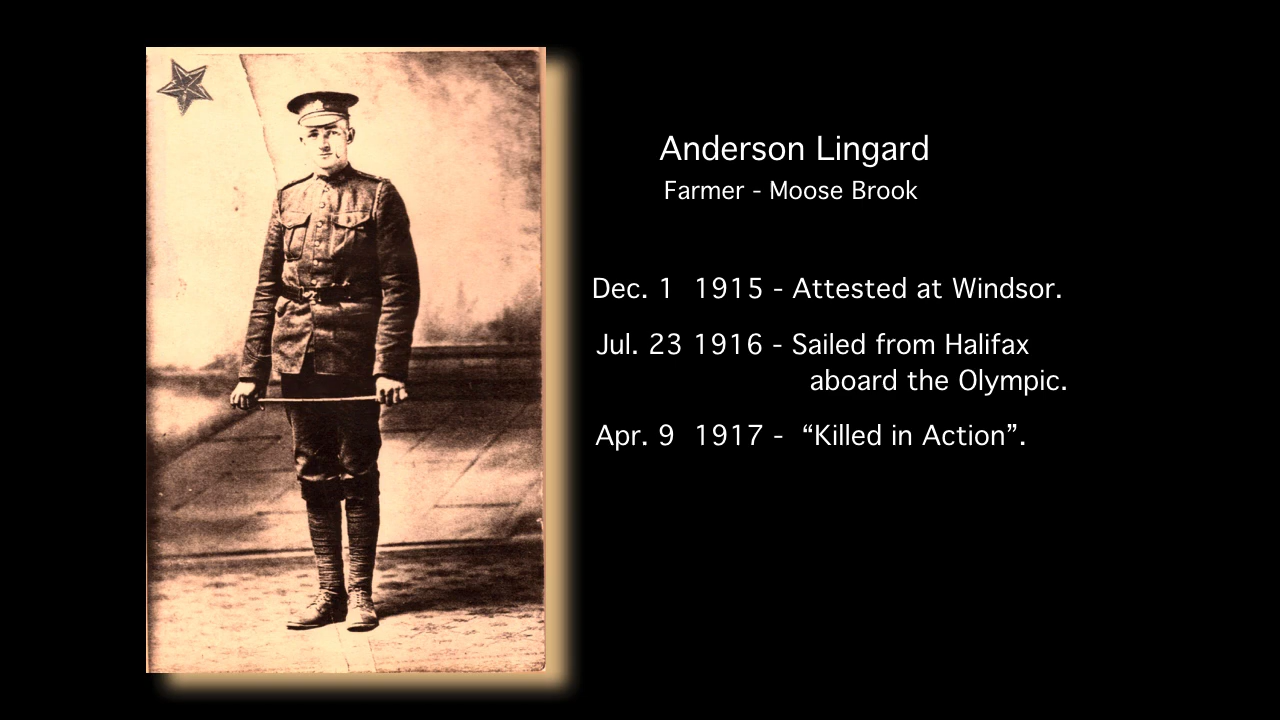 Anderson Lingard
Farmer - Moose Brook
Dec. 1 1915 - Attested at Windsor.
Jul. 23 1916 - Sailed from Halifax
aboard the Olympic.
Apr. 9 1917 - “Killed in Action”.